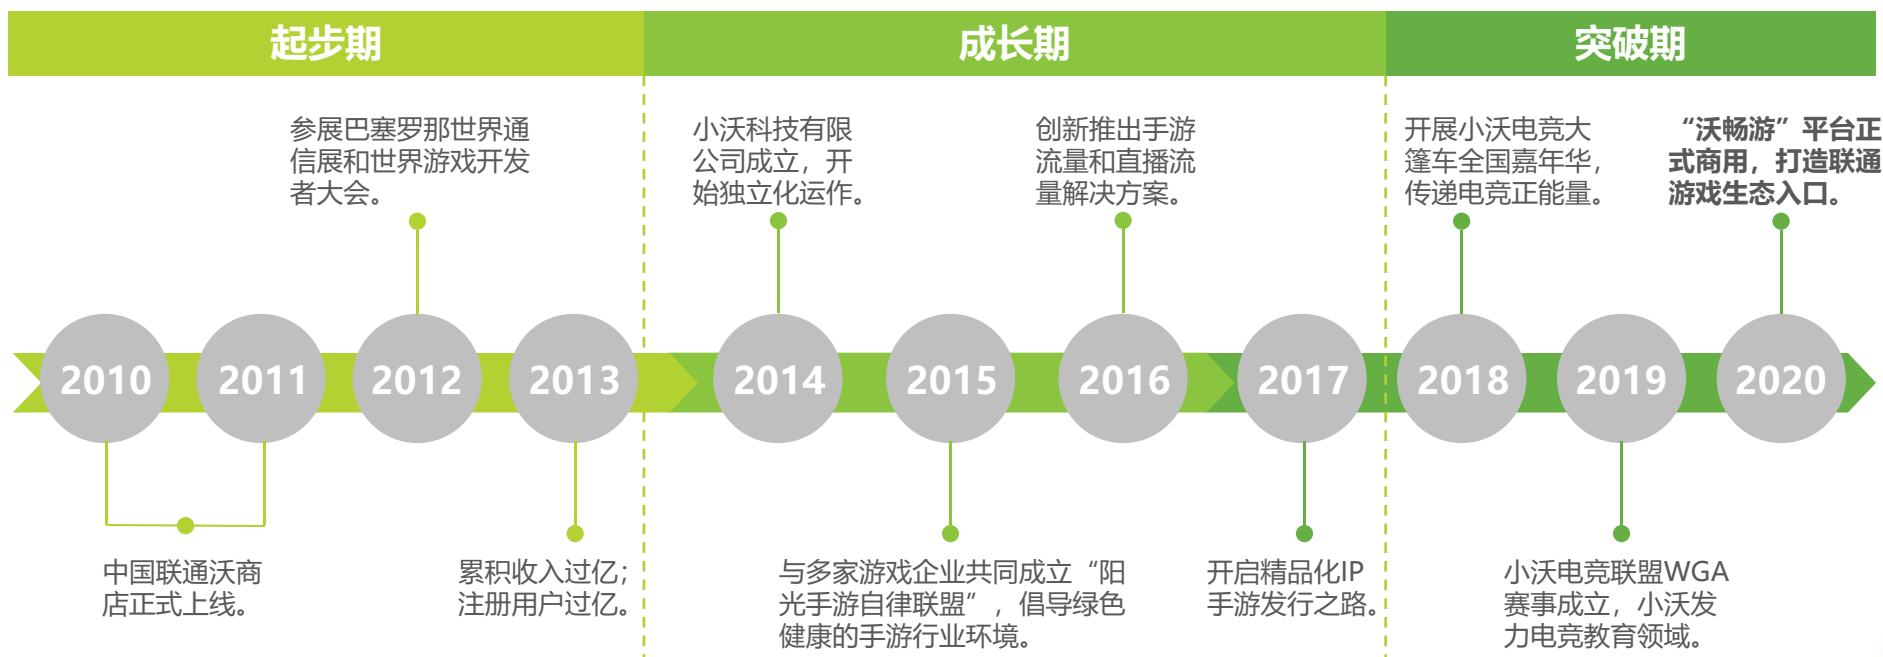 起步期
成长期
突破期
参展巴塞罗那世界通
信展和世界游戏开发
者大会。
小沃科技有限
公司成立，开
始独立化运作。
创新推出手游
流量和直播流
量解决方案。
开展小沃电竞大
篷车全国嘉年华，
传递电竞正能量。
“沃畅游”平台正
式商用，打造联通
游戏生态入口。
2010
2011
2012
2013
2014
2015
2016
2017
2018
2019
2020
中国联通沃商
店正式上线。
累积收入过亿；
注册用户过亿。
与多家游戏企业共同成立“阳
光手游自律联盟”，倡导绿色
健康的手游行业环境。
开启精品化IP
手游发行之路。
小沃电竞联盟WGA
赛事成立，小沃发
力电竞教育领域。